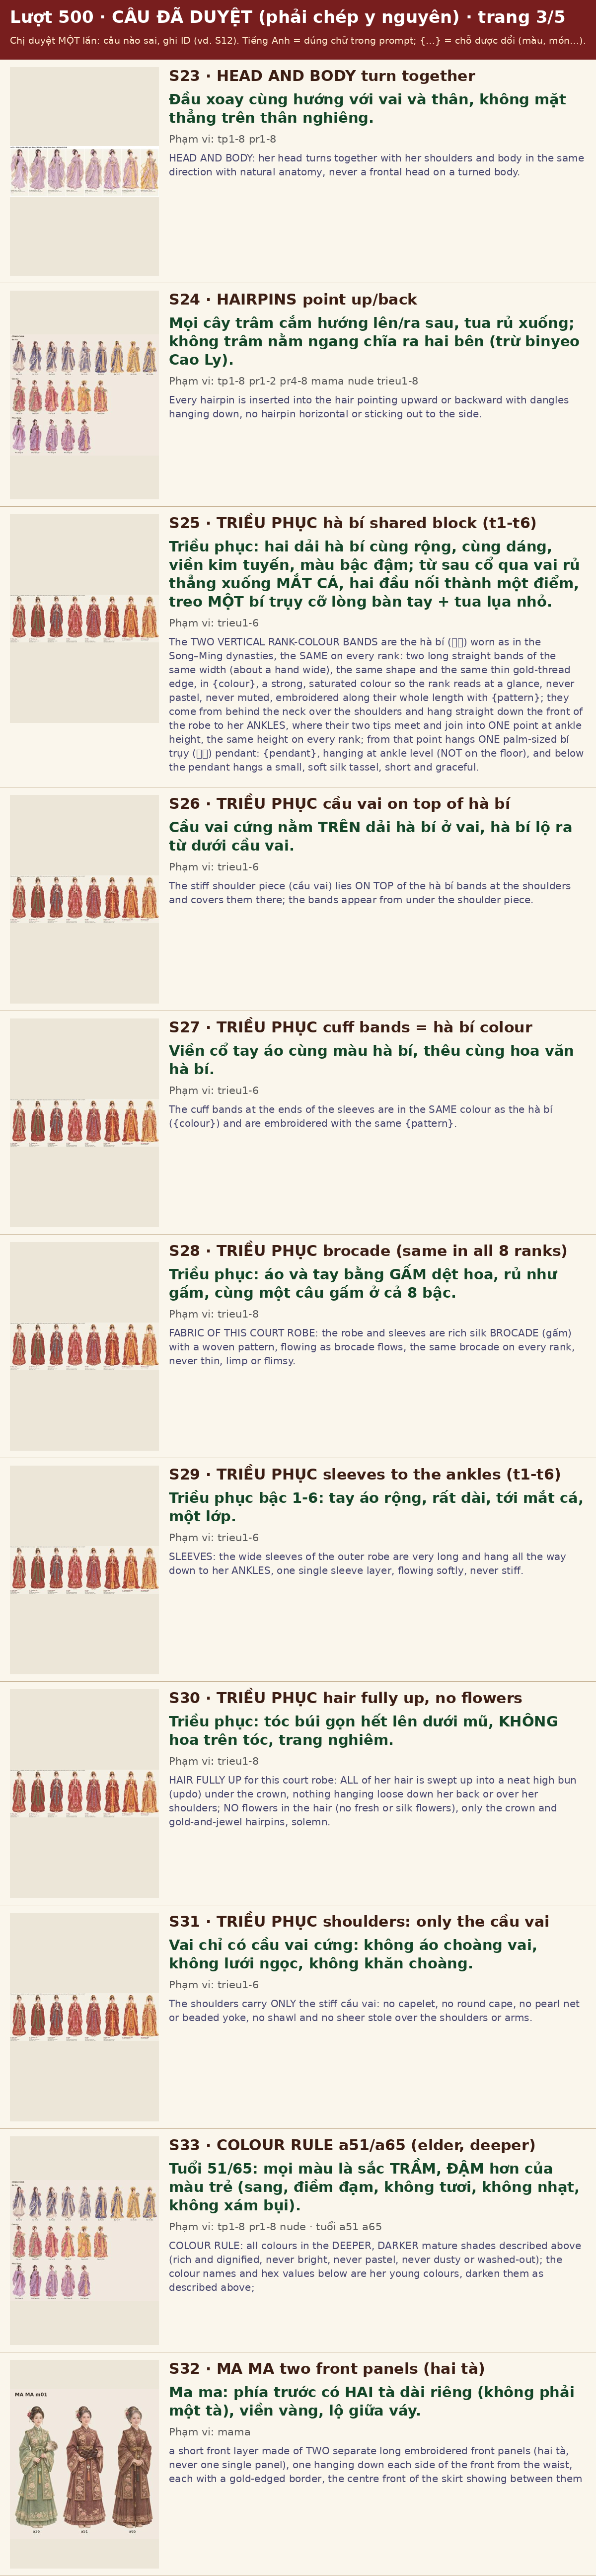 Lượt 500 · CÂU ĐÃ DUYỆT (phải chép y nguyên) · trang 3/5
Chị duyệt MỘT lần: câu nào sai, ghi ID (vd. S12). Tiếng Anh = đúng chữ trong prompt; {...} = chỗ được đổi (màu, món...).
S23 · HEAD AND BODY turn together
Đầu xoay cùng hướng với vai và thân, không mặt
thẳng trên thân nghiêng.
Phạm vi: tp1-8 pr1-8
HEAD AND BODY: her head turns together with her shoulders and body in the same
direction with natural anatomy, never a frontal head on a turned body.
S24 · HAIRPINS point up/back
Mọi cây trâm cắm hướng lên/ra sau, tua rủ xuống;
không trâm nằm ngang chĩa ra hai bên (trừ binyeo
Cao Ly).
Phạm vi: tp1-8 pr1-2 pr4-8 mama nude trieu1-8
Every hairpin is inserted into the hair pointing upward or backward with dangles
hanging down, no hairpin horizontal or sticking out to the side.
S25 · TRIỀU PHỤC hà bí shared block (t1-t6)
Triều phục: hai dải hà bí cùng rộng, cùng dáng,
viền kim tuyến, màu bậc đậm; từ sau cổ qua vai rủ
thẳng xuống MẮT CÁ, hai đầu nối thành một điểm,
treo MỘT bí trụy cỡ lòng bàn tay + tua lụa nhỏ.
Phạm vi: trieu1-6
The TWO VERTICAL RANK-COLOUR BANDS are the hà bí (▯▯) worn as in the
Song–Ming dynasties, the SAME on every rank: two long straight bands of the
same width (about a hand wide), the same shape and the same thin gold-thread
edge, in {colour}, a strong, saturated colour so the rank reads at a glance, never
pastel, never muted, embroidered along their whole length with {pattern}; they
come from behind the neck over the shoulders and hang straight down the front of
the robe to her ANKLES, where their two tips meet and join into ONE point at ankle
height, the same height on every rank; from that point hangs ONE palm-sized bí
trụy (▯▯) pendant: {pendant}, hanging at ankle level (NOT on the floor), and below
the pendant hangs a small, soft silk tassel, short and graceful.
S26 · TRIỀU PHỤC cầu vai on top of hà bí
Cầu vai cứng nằm TRÊN dải hà bí ở vai, hà bí lộ ra
từ dưới cầu vai.
Phạm vi: trieu1-6
The stiff shoulder piece (cầu vai) lies ON TOP of the hà bí bands at the shoulders
and covers them there; the bands appear from under the shoulder piece.
S27 · TRIỀU PHỤC cuff bands = hà bí colour
Viền cổ tay áo cùng màu hà bí, thêu cùng hoa văn
hà bí.
Phạm vi: trieu1-6
The cuff bands at the ends of the sleeves are in the SAME colour as the hà bí
({colour}) and are embroidered with the same {pattern}.
S28 · TRIỀU PHỤC brocade (same in all 8 ranks)
Triều phục: áo và tay bằng GẤM dệt hoa, rủ như
gấm, cùng một câu gấm ở cả 8 bậc.
Phạm vi: trieu1-8
FABRIC OF THIS COURT ROBE: the robe and sleeves are rich silk BROCADE (gấm)
with a woven pattern, flowing as brocade flows, the same brocade on every rank,
never thin, limp or flimsy.
S29 · TRIỀU PHỤC sleeves to the ankles (t1-t6)
Triều phục bậc 1-6: tay áo rộng, rất dài, tới mắt cá,
một lớp.
Phạm vi: trieu1-6
SLEEVES: the wide sleeves of the outer robe are very long and hang all the way
down to her ANKLES, one single sleeve layer, flowing softly, never stiff.
S30 · TRIỀU PHỤC hair fully up, no flowers
Triều phục: tóc búi gọn hết lên dưới mũ, KHÔNG
hoa trên tóc, trang nghiêm.
Phạm vi: trieu1-8
HAIR FULLY UP for this court robe: ALL of her hair is swept up into a neat high bun
(updo) under the crown, nothing hanging loose down her back or over her
shoulders; NO flowers in the hair (no fresh or silk flowers), only the crown and
gold-and-jewel hairpins, solemn.
S31 · TRIỀU PHỤC shoulders: only the cầu vai
Vai chỉ có cầu vai cứng: không áo choàng vai,
không lưới ngọc, không khăn choàng.
Phạm vi: trieu1-6
The shoulders carry ONLY the stiff cầu vai: no capelet, no round cape, no pearl net
or beaded yoke, no shawl and no sheer stole over the shoulders or arms.
S33 · COLOUR RULE a51/a65 (elder, deeper)
Tuổi 51/65: mọi màu là sắc TRẦM, ĐẬM hơn của
màu trẻ (sang, điềm đạm, không tươi, không nhạt,
không xám bụi).
Phạm vi: tp1-8 pr1-8 nude · tuổi a51 a65
COLOUR RULE: all colours in the DEEPER, DARKER mature shades described above
(rich and dignified, never bright, never pastel, never dusty or washed-out); the
colour names and hex values below are her young colours, darken them as
described above;
S32 · MA MA two front panels (hai tà)
Ma ma: phía trước có HAI tà dài riêng (không phải
một tà), viền vàng, lộ giữa váy.
Phạm vi: mama
a short front layer made of TWO separate long embroidered front panels (hai tà,
never one single panel), one hanging down each side of the front from the waist,
each with a gold-edged border, the centre front of the skirt showing between them
MA MA m01
a36 a51 a65